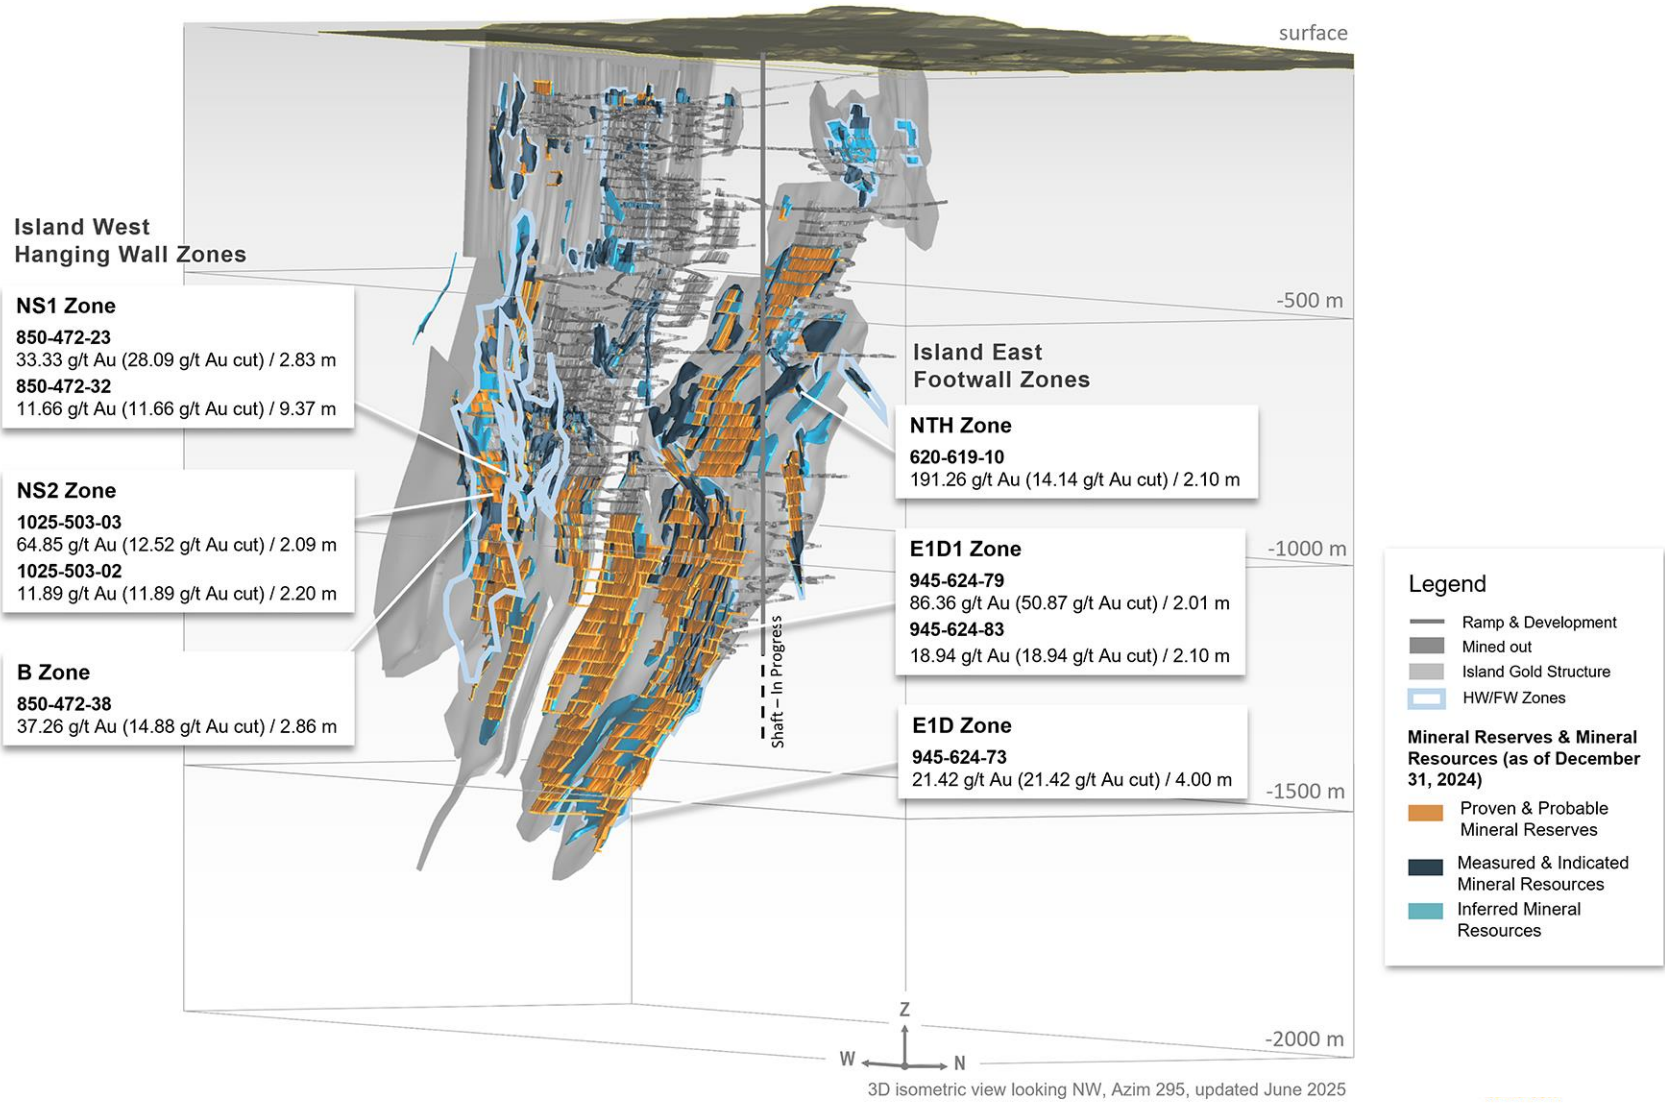 surface
Island West
Hanging Wall Zones
NS1 Zone
850-472-23
33.33 g/t Au (28.09 g/t Au cut) / 2.83 m
850-472-32
11.66 g/t Au (11.66 g/t Au cut) / 9.37 m
NS2 Zone
1025-503-03
64.85 g/t Au (12.52 g/t Au cut) / 2.09 m
1025-503-02
11.89 g/t Au (11.89 g/t Au cut) / 2.20 m
B Zone
850-472-38
37.26 g/t Au (14.88 g/t Au cut) / 2.86 m
Island East
Footwall Zones
NTH Zone
620-619-10
191.26 g/t Au (14.14 g/t Au cut) / 2.10 m
E1D1 Zone
945-624-79
86.36 g/t Au (50.87 g/t Au cut) / 2.01 m
945-624-83
18.94 g/t Au (18.94 g/t Au cut) / 2.10 m
E1D Zone
945-624-73
21.42 g/t Au (21.42 g/t Au cut) / 4.00 m
Shaft – In Progress
-500 m
-1000 m
-1500 m
-2000 m
Legend
Ramp & Development
Mined out
Island Gold Structure
HW/FW Zones
Mineral Reserves & Mineral
Resources (as of December
31, 2024)
Proven & Probable
Mineral Reserves
Measured & Indicated
Mineral Resources
Inferred Mineral
Resources
Z
W
N
3D isometric view looking NW, Azim 295, updated June 2025